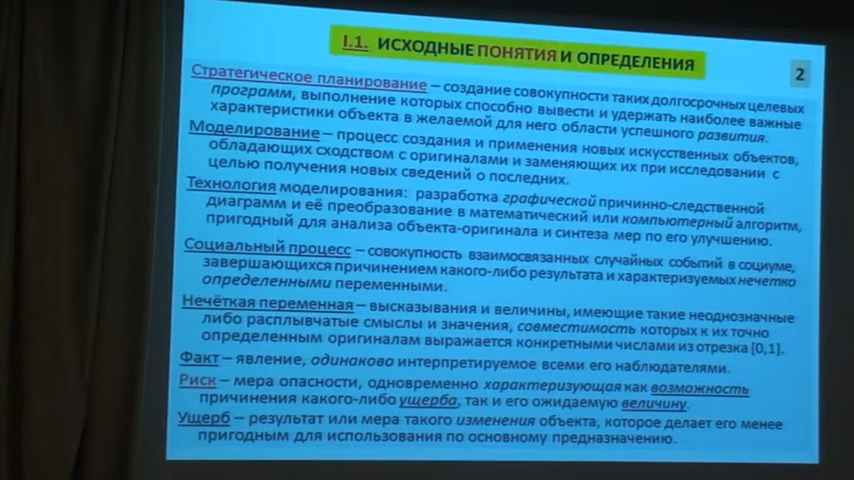 I.1. ИСХОДНЫЕ ПОНЯТИЯ И ОПРЕДЕЛЕНИЯ
2
Стратегическое планирование – создание совокупности таких долгосрочных целевых
программ, выполнение которых способно вывести и удержать наиболее важные
характеристики объекта в желаемой для него области успешного развития.
Моделирование – процесс создания и применения новых искусственных объектов,
обладающих сходством с оригиналами и заменяющих их при исследовании с
целью получения новых сведений о последних.
Технология моделирования: разработка графической причинно-следственной
диаграмм и её преобразование в математический или компьютерный алгоритм,
пригодный для анализа объекта-оригинала и синтеза мер по его улучшению.
Социальный процесс – совокупность взаимосвязанных случайных событий в социуме,
завершающихся причинением какого-либо результата и характеризуемых нечетко
определенными переменными.
Нечёткая переменная – высказывания и величины, имеющие такие неоднозначные
либо расплывчатые смыслы и значения, совместимость которых к их точно
определенным оригиналам выражается конкретными числами из отрезка [0,1].
Факт – явление, одинаково интерпретируемое всеми его наблюдателями.
Риск – мера опасности, одновременно характеризующая как возможность
причинения какого-либо ущерба, так и его ожидаемую величину.
Ущерб – результат или мера такого изменения объекта, которое делает его менее
пригодным для использования по основному предназначению.